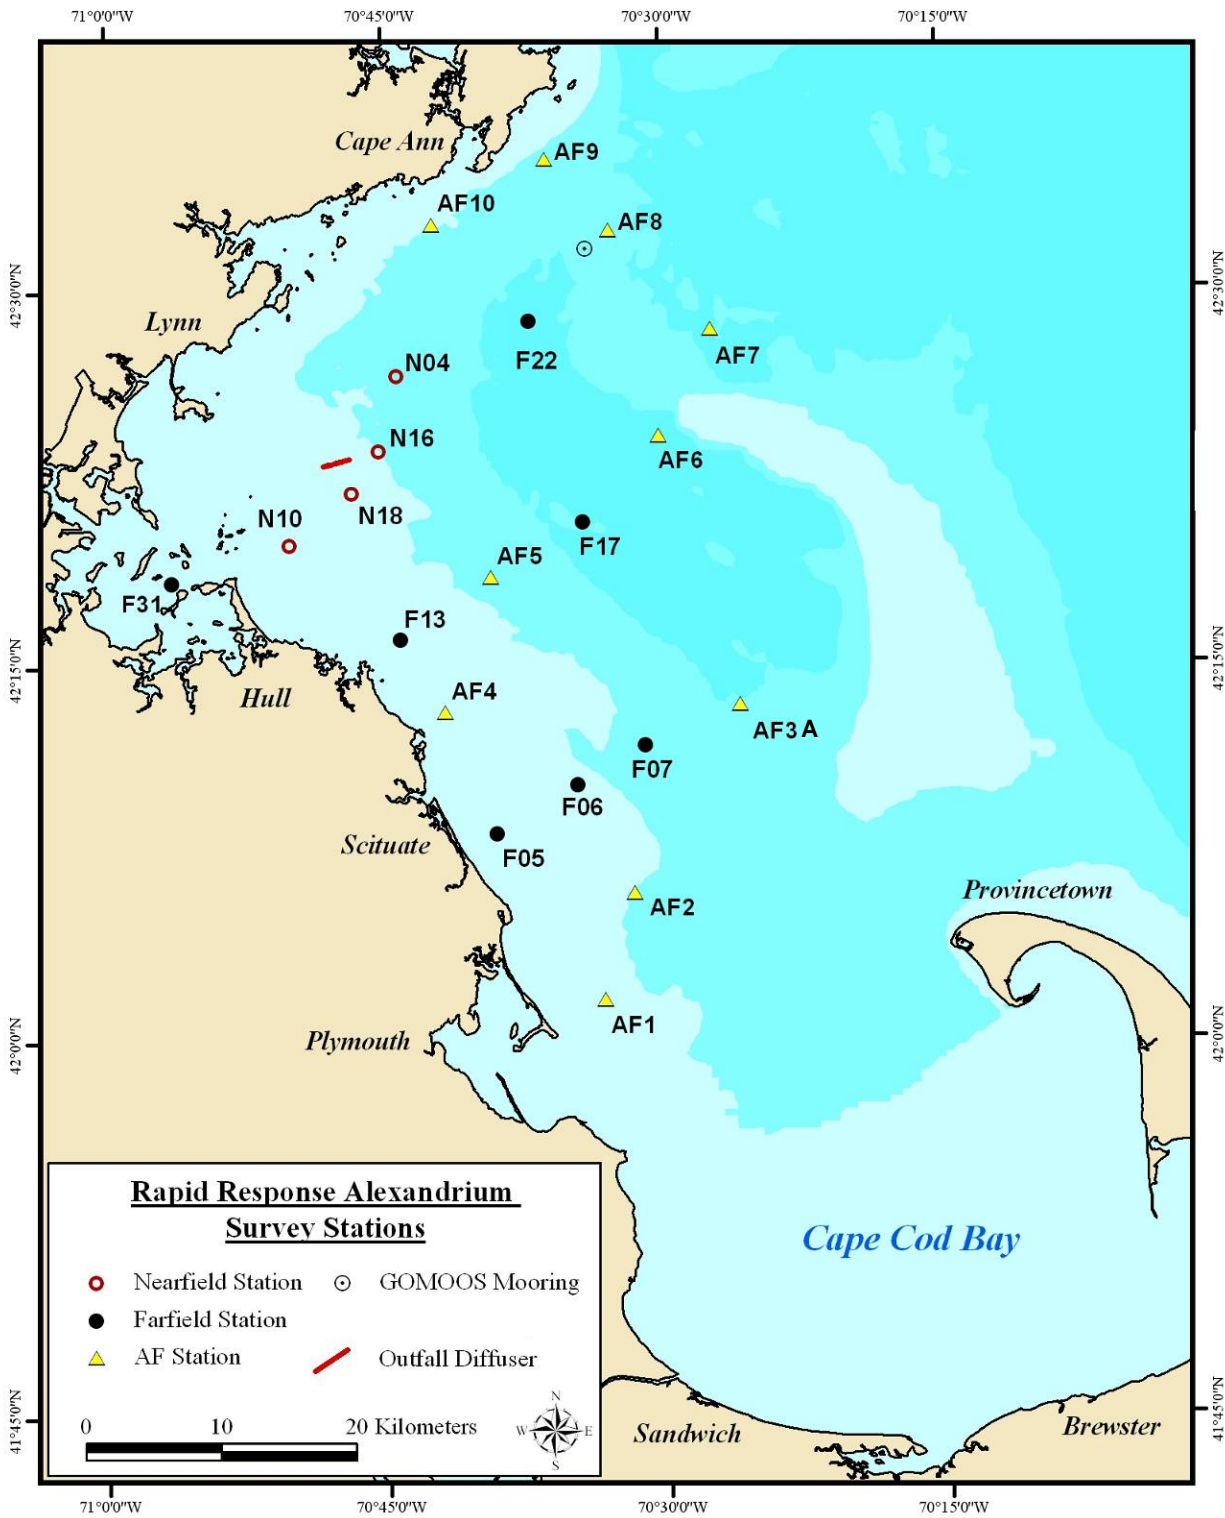 71°0'0"W 70°45'0"W 70°30'0"W 70°15'0"W
Cape Ann
AF9
AF10
AF8
42°30'0"N 42°30'0"N
Lynn
F22
AF7
N04
N16
AF6
N18
N10
F17
AF5
F31
F13
42°15'0"N 42°15'0"N
Hull
AF4
AF3A
F07
F06
Scituate
F05
Provincetown
AF2
AF1
Plymouth
42°0'0"N 42°0'0"N
Rapid Response Alexandrium
Survey Stations
Nearfield Station
GOMOOS Mooring
Farfield Station
AF Station
Outfall Diffuser
0 10 20 Kilometers
N
W E
S
Cape Cod Bay
41°45'0"N 41°45'0"N
Sandwich
Brewster
71°0'0"W 70°45'0"W 70°30'0"W 70°15'0"W